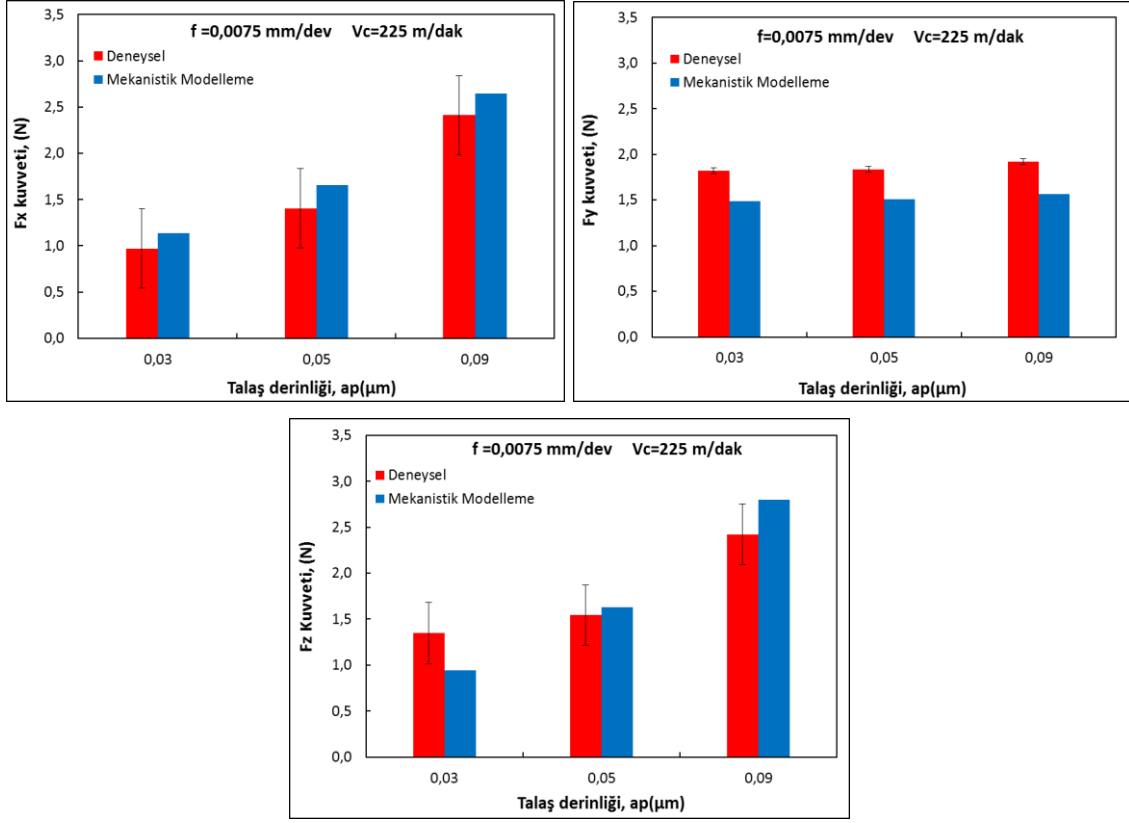 f =0,0075 mm/dev Vc=225 m/dak
Deneysel
Mekanistik Modelleme
Fx kuvveti, (N)
3,5
3,0
2,5
2,0
1,5
1,0
0,5
0,0
0,03 0,05 0,09
Talaş derinliği, ap(µm)
f=0,0075 mm/dev Vc=225 m/dak
Deneysel
Mekanistik Modelleme
Fy kuvveti, (N)
3,5
3,0
2,5
2,0
1,5
1,0
0,5
0,0
0,03 0,05 0,09
Talaş derinliği, ap(µm)
f =0,0075 mm/dev Vc=225 m/dak
Deneysel
Mekanistik Modelleme
Fz Kuvveti, (N)
3,5
3,0
2,5
2,0
1,5
1,0
0,5
0,0
0,03 0,05 0,09
Talaş derinliği, ap(µm)